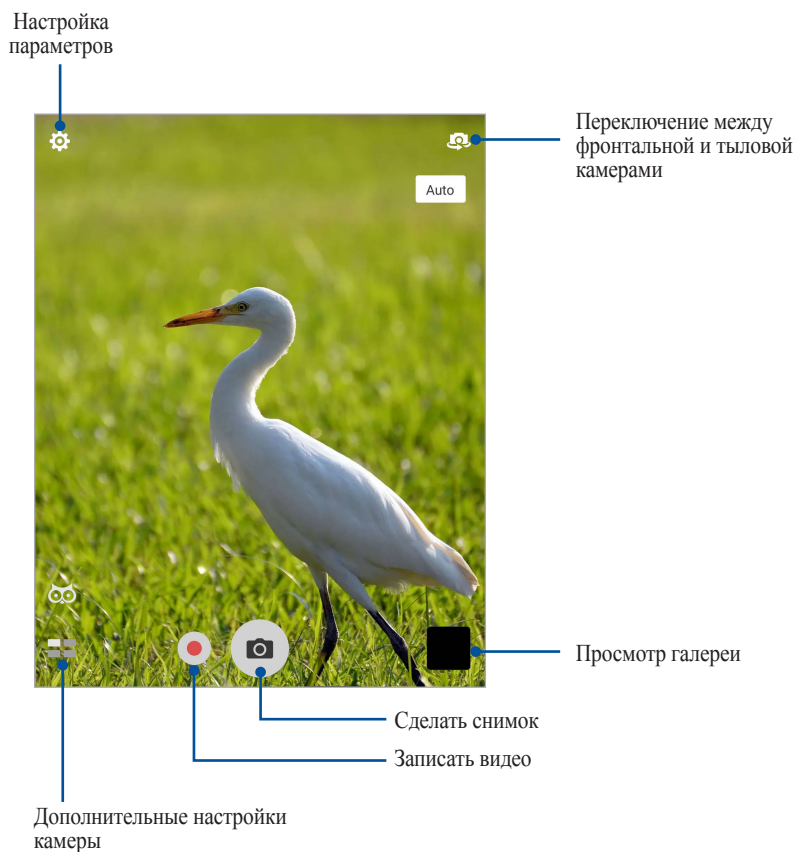 Настройка
параметров
Переключение между
фронтальной и тыловой
камерами
Auto
Просмотр галереи
Сделать снимок
Записать видео
Дополнительные настройки
камеры